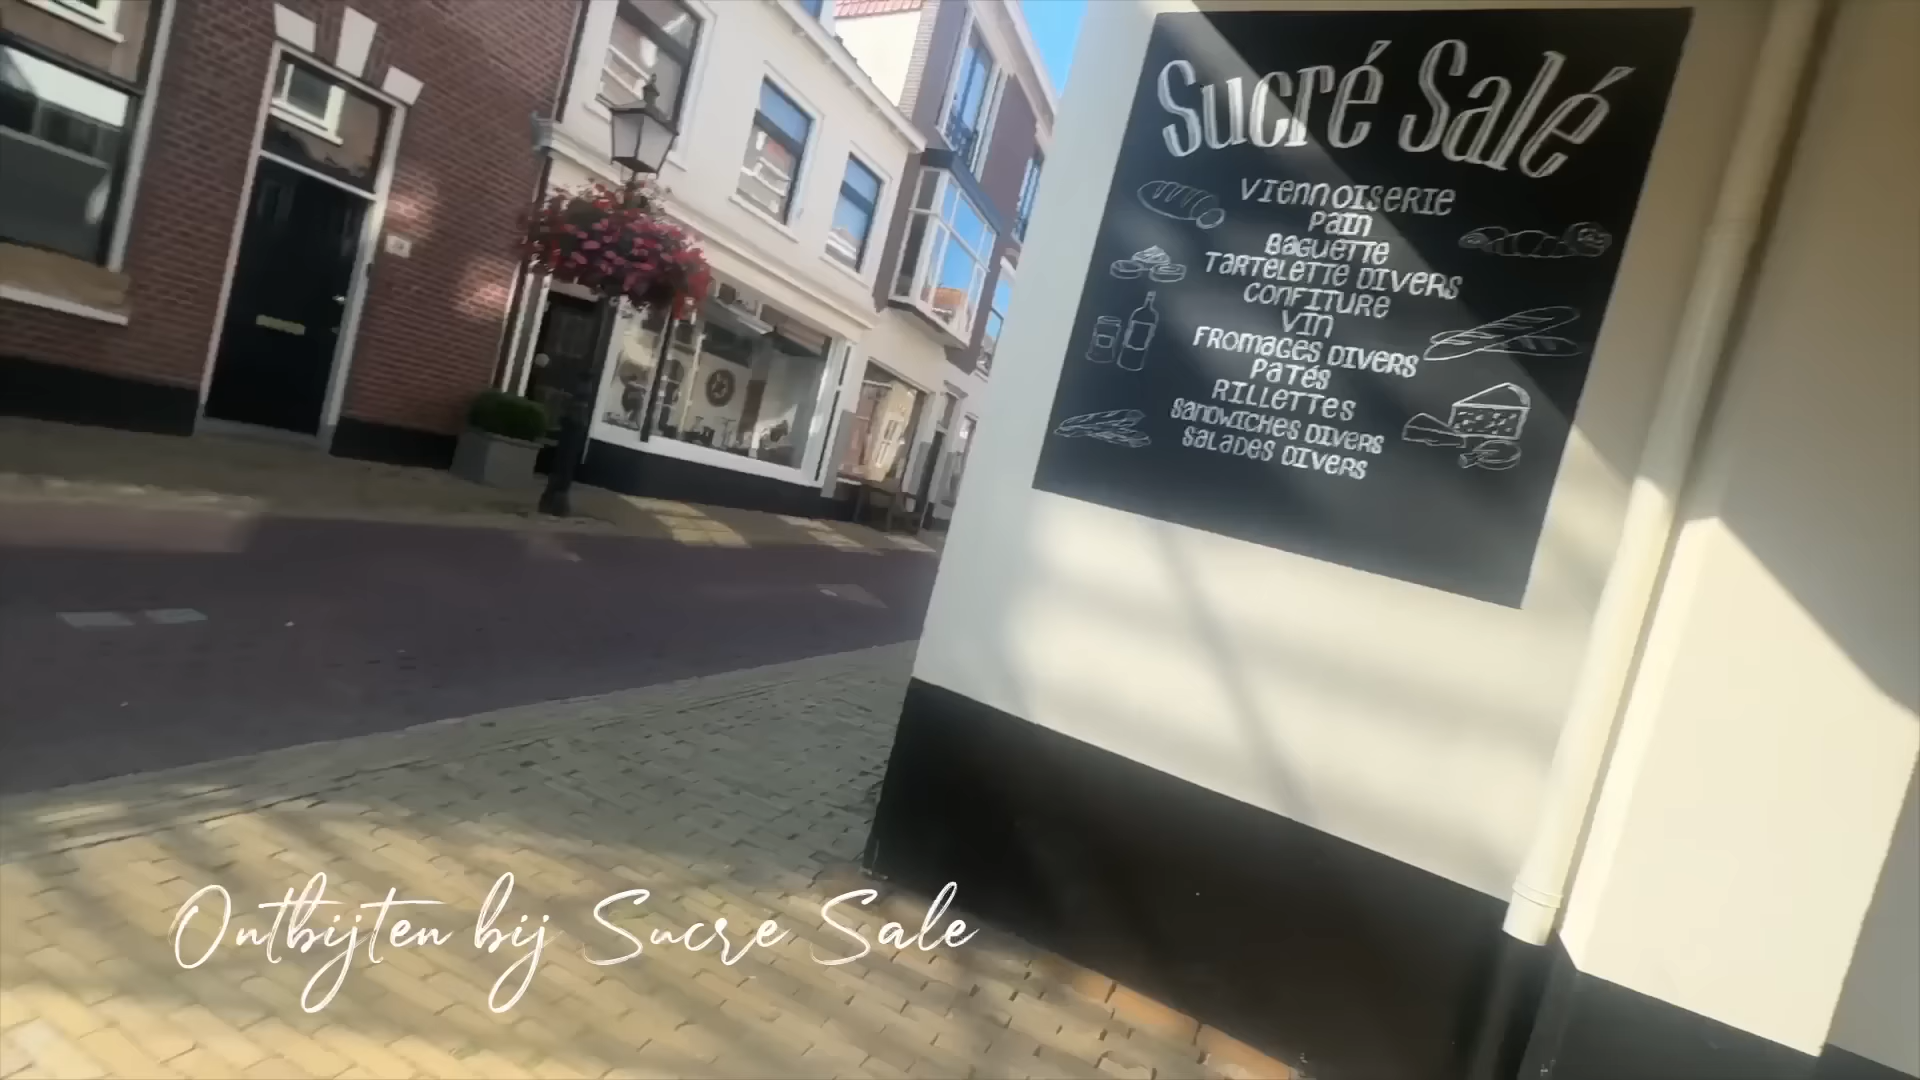 Sucré Salé
Viennoiserie
Pain
Baguette
Tartelette Divers
Confiture
Vin
Fromages Divers
Patés
Rillettes
Sandwiches Divers
Salades Divers
Ontbijten bij Sucre Sale